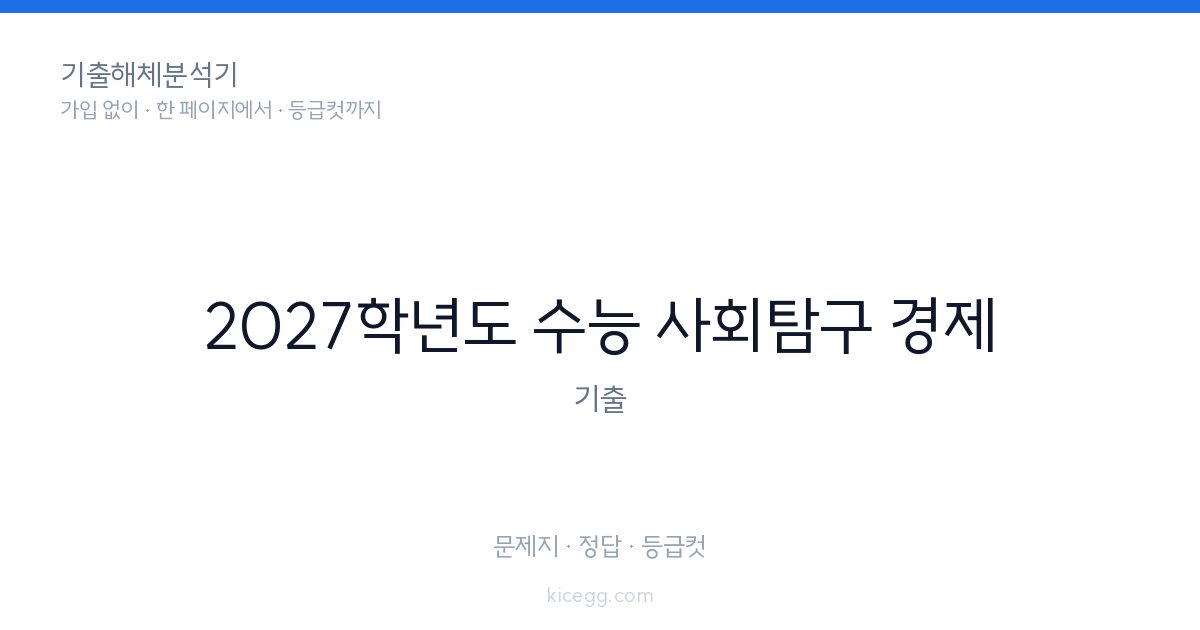 기출해체분석기
가입 없이 · 한 페이지에서 · 등급컷까지
2027학년도 수능 사회탐구 경제
기출
문제지 · 정답 · 등급컷
kicegg.com